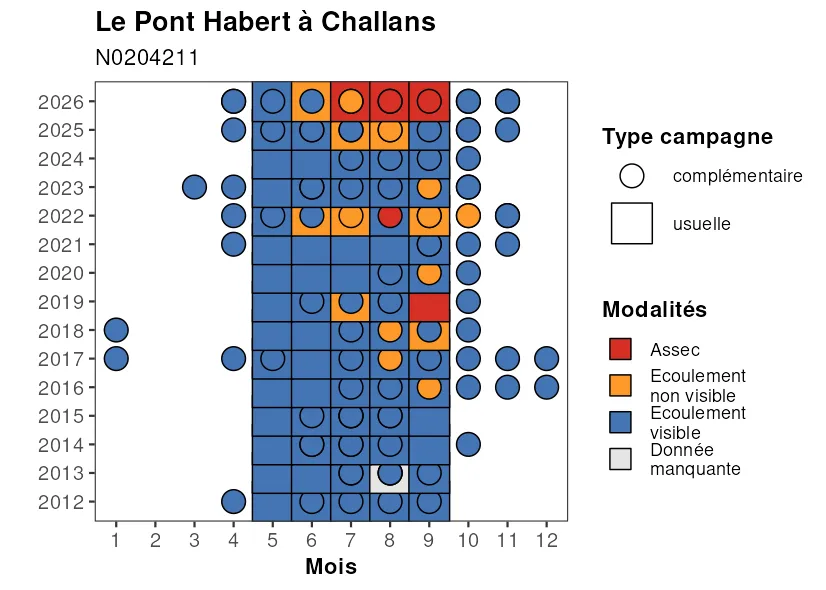 Le Pont Habert à Challans
N0204211
2026
2025
2024
2023
2022
2021
2020
2019
2018
2017
2016
2015
2014
2013
2012
1 2 3 4 5 6 7 8 9 10 11 12
Mois
Type campagne
complémentaire
usuelle
Modalités
Assec
Ecoulement
non visible
Ecoulement
visible
Donnée
manquante